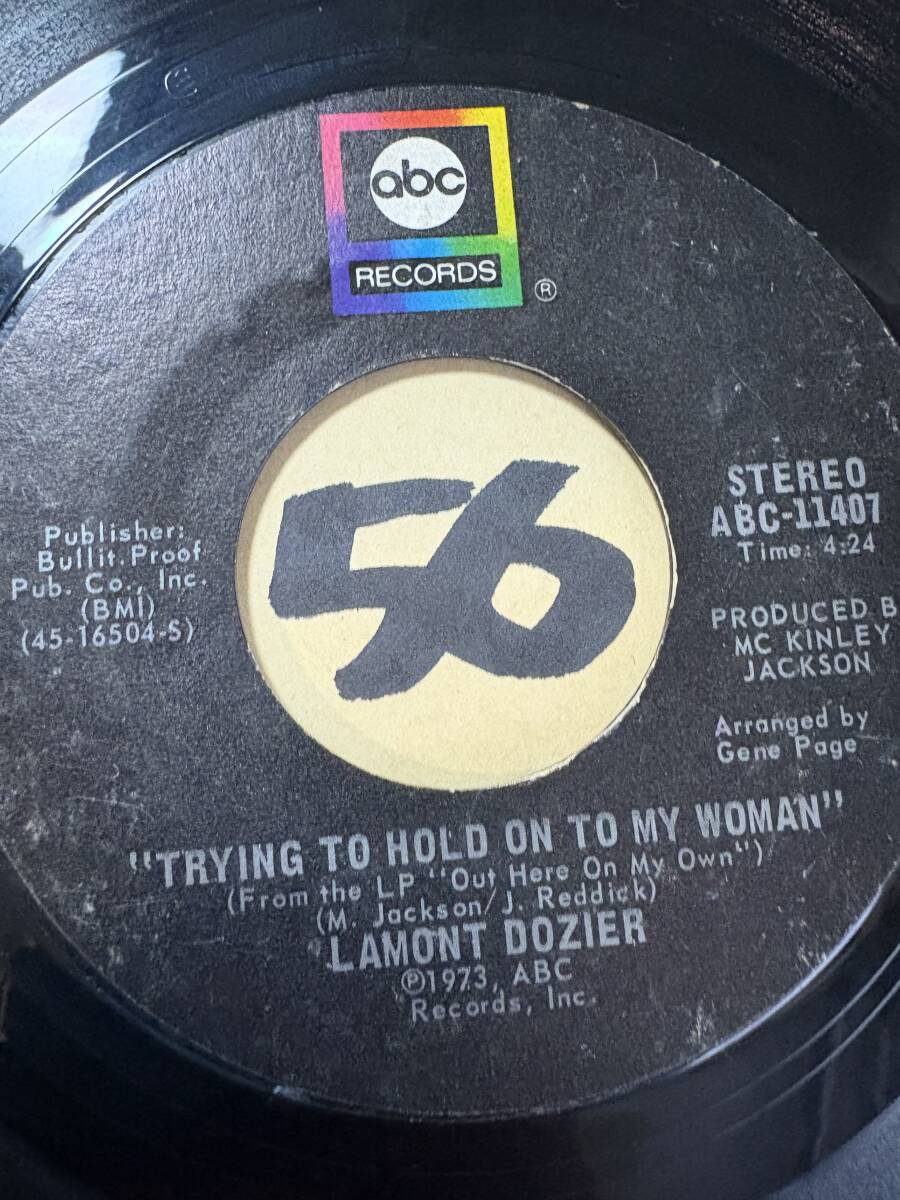 abc
RECORDS
®
56
Publisher:
Bullit.Proof
Pub. Co., Inc.
(BMI)
(45-16504-S)
STEREO
ABC-11407
Time: 4:24
PRODUCED B
MC KINLEY
JACKSON
Arranged by
Gene Page
"TRYING TO HOLD ON TO MY WOMAN"
(From the LP "Out Here On My Own")
(M. Jackson/J. Reddick)
LAMONT DOZIER
℗1973, ABC
Records, Inc.